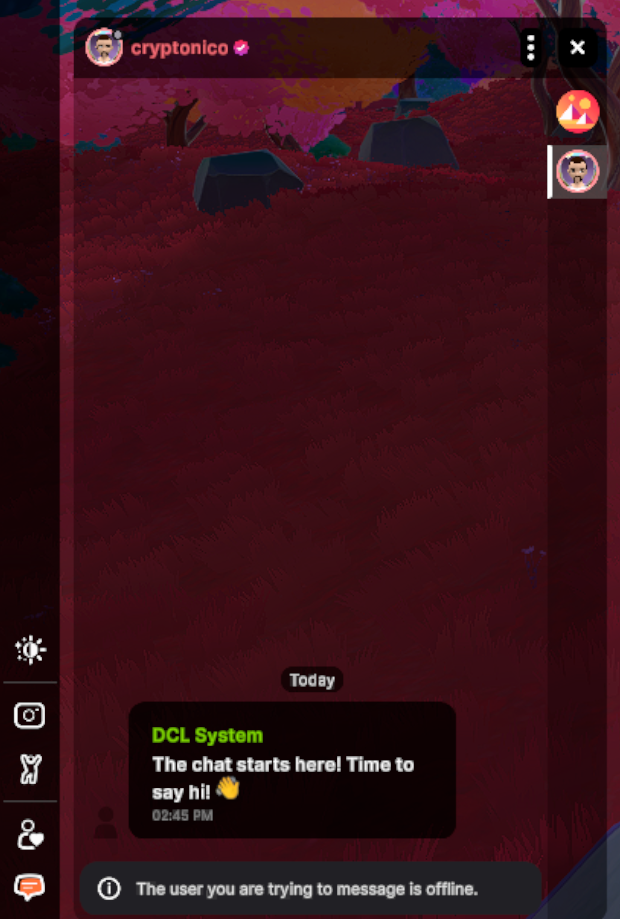 cryptonico
Today
DCL System
The chat starts here! Time to
say hi! 👋
02:45 PM
The user you are trying to message is offline.